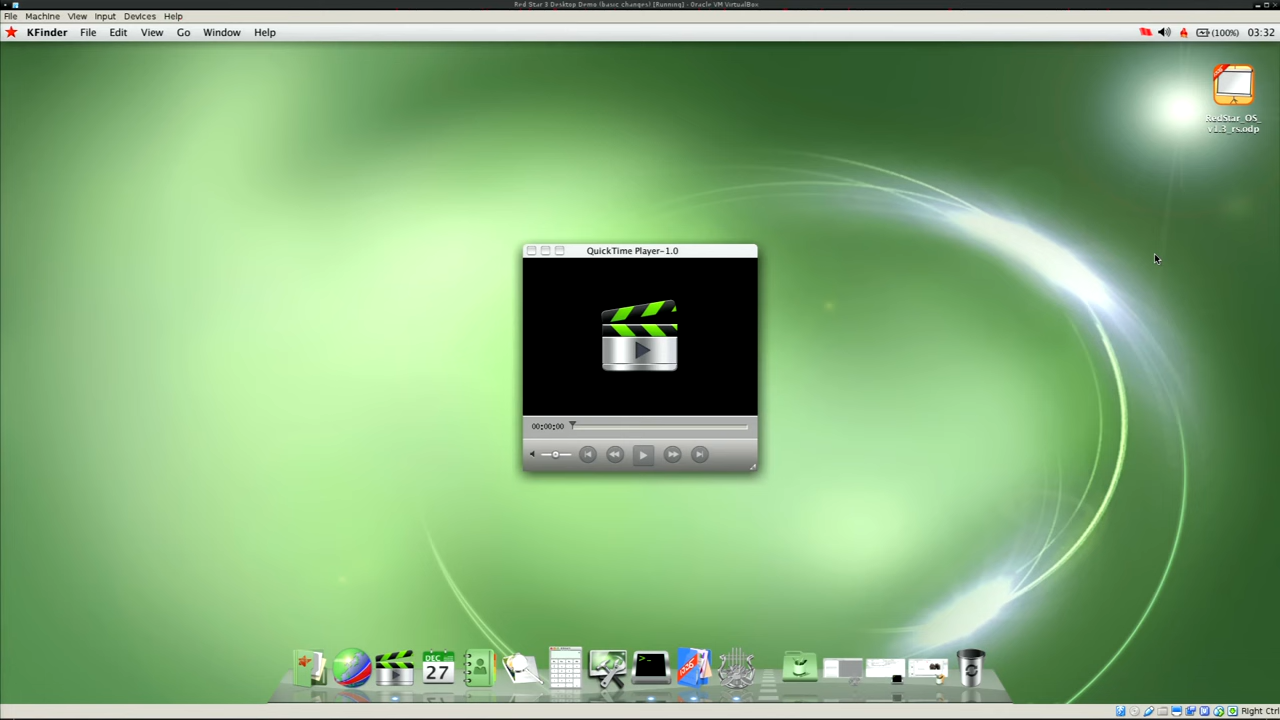 Red Star 3 Desktop Demo (basic changes) [Running] - Oracle VM VirtualBox
File Machine View Input Devices Help
KFinder File Edit View Go Window Help (100%) 03:32
RedStar_OS_
v1.3_rs.odp
QuickTime Player-1.0
00:00:00
DEC
27
>_
Right Ctrl